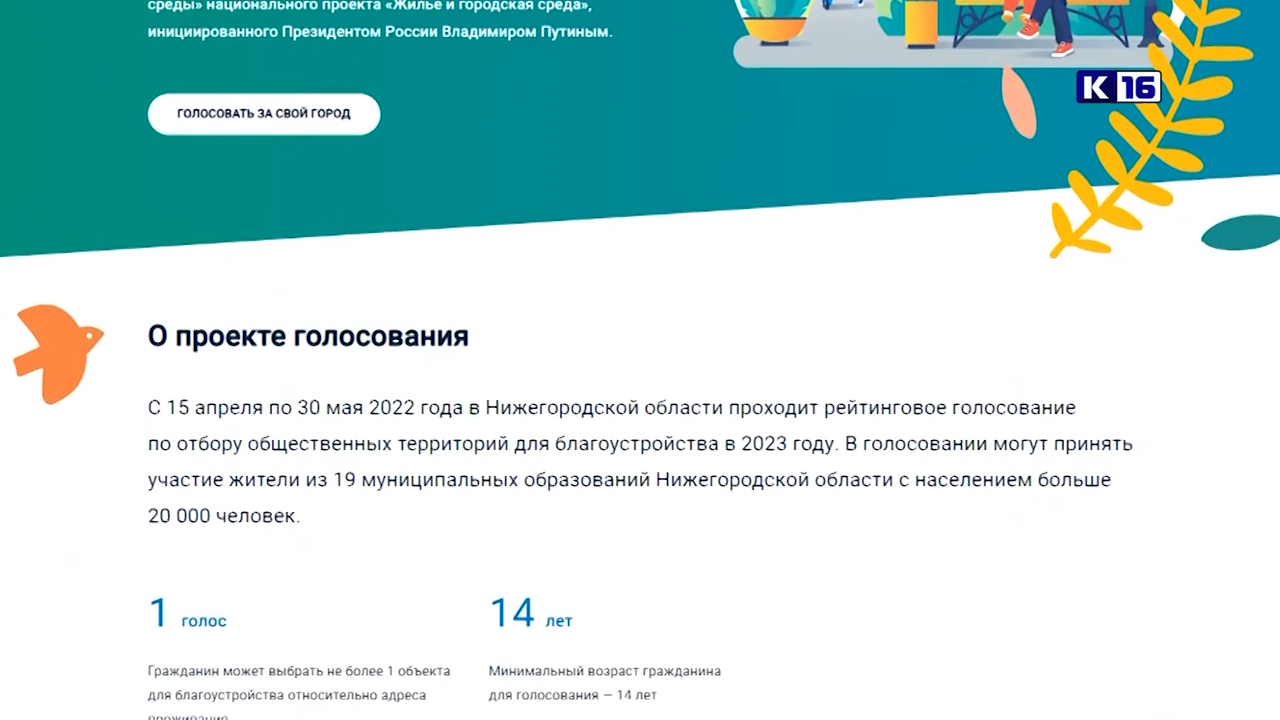 среды» национального проекта «Жилье и городская среда»,
инициированного Президентом России Владимиром Путиным.
К 16
ГОЛОСОВАТЬ ЗА СВОЙ ГОРОД
О проекте голосования
С 15 апреля по 30 мая 2022 года в Нижегородской области проходит рейтинговое голосование
по отбору общественных территорий для благоустройства в 2023 году. В голосовании могут принять
участие жители из 19 муниципальных образований Нижегородской области с населением больше
20 000 человек.
1 голос
14 лет
Гражданин может выбрать не более 1 объекта
для благоустройства относительно адреса
проживания
Минимальный возраст гражданина
для голосования – 14 лет